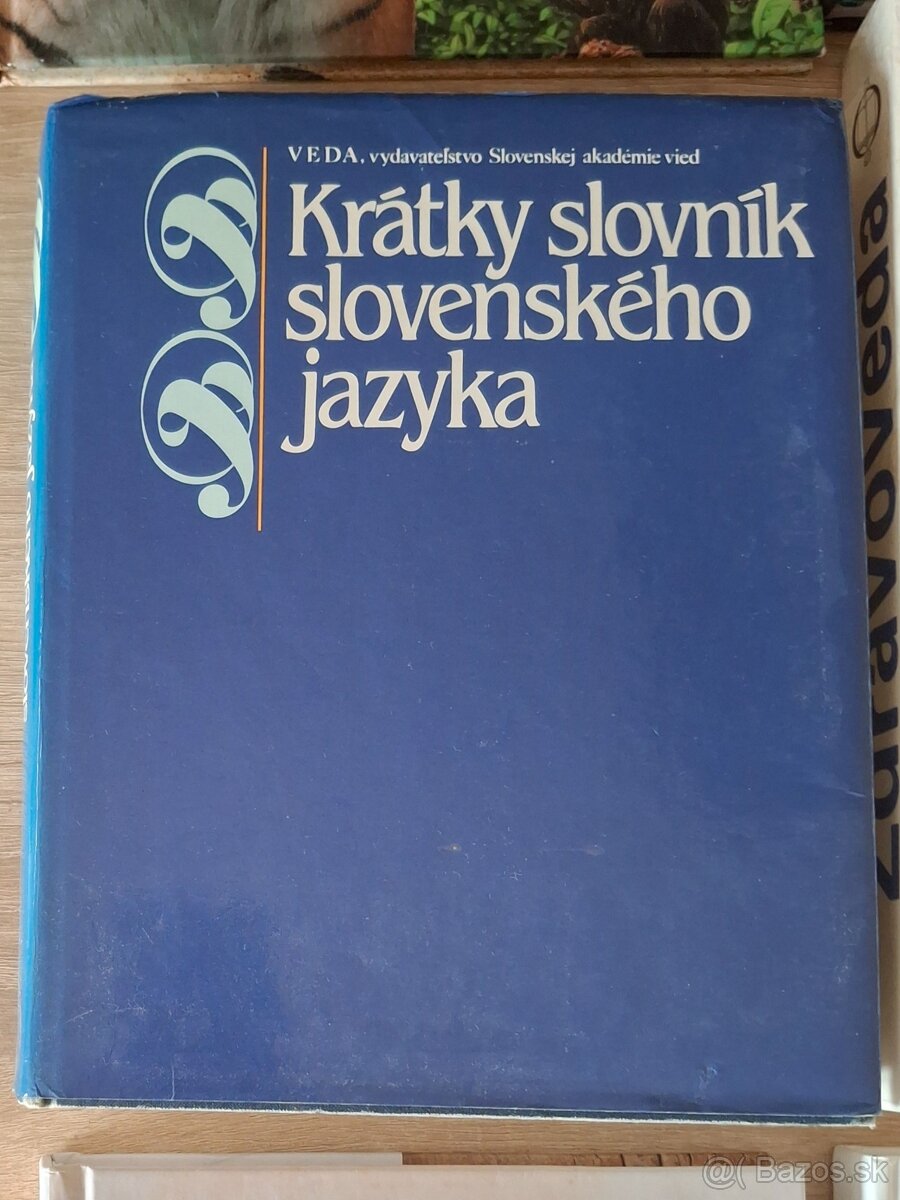 VEDA, vydavateľstvo Slovenskej akadémie vied
Krátky slovník
slovenského
jazyka
zdravoveda
@( Bazos.sk